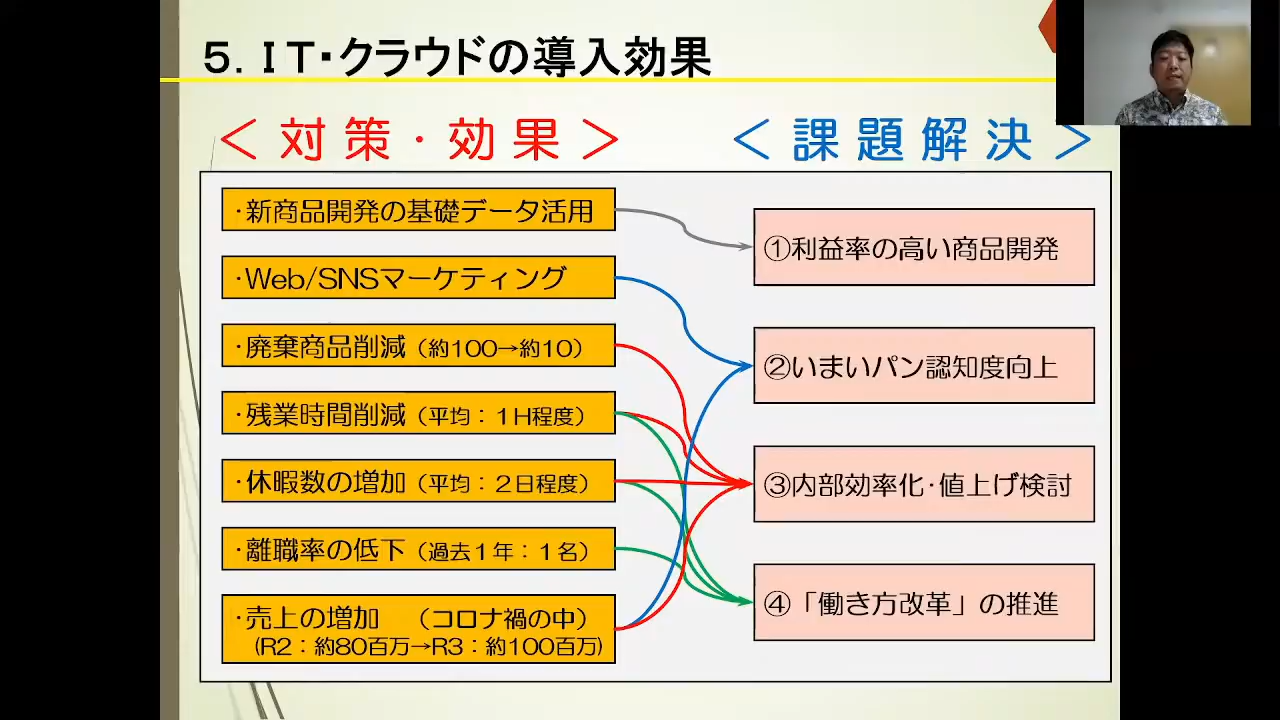 ５．ＩＴ・クラウドの導入効果
＜対策・効果＞
＜課題解決＞
・新商品開発の基礎データ活用
・Web/SNSマーケティング
・廃棄商品削減（約100→約10）
・残業時間削減（平均：１H程度）
・休暇数の増加（平均：２日程度）
・離職率の低下（過去１年：１名）
・売上の増加　（コロナ禍の中）
（R2：約80百万→R3：約100百万）
①利益率の高い商品開発
②いまいパン認知度向上
③内部効率化・値上げ検討
④「働き方改革」の推進